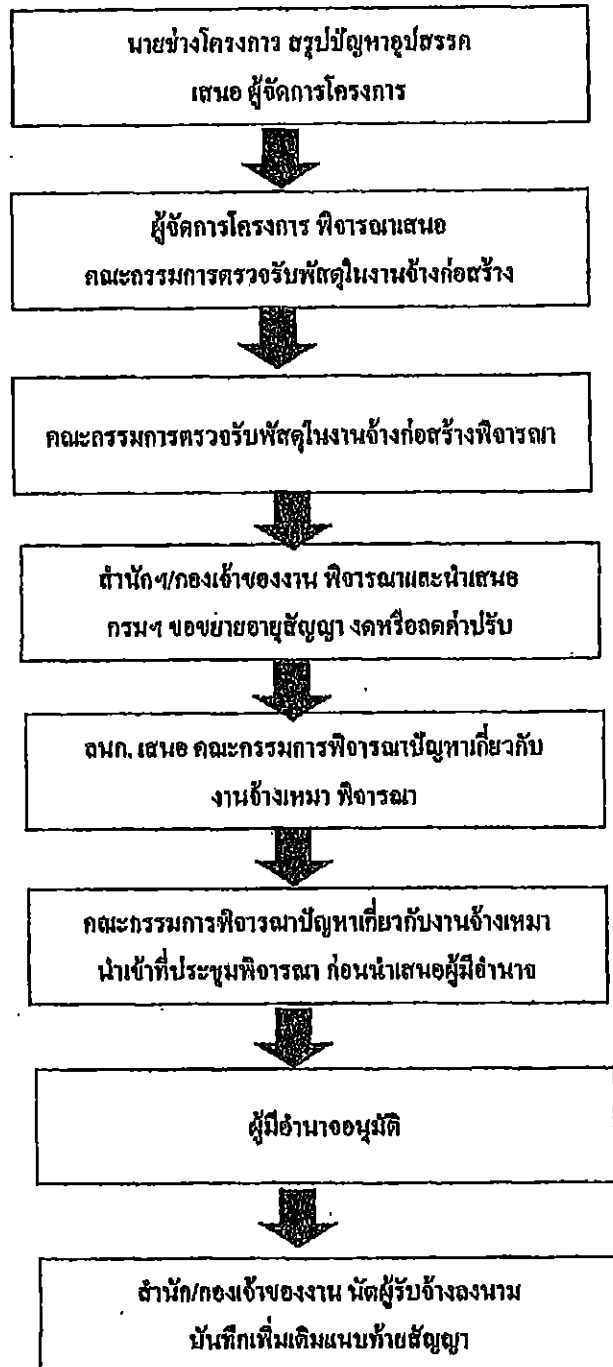 นายช่างโครงการ สรุปปัญหาอุปสรรค
เสนอ ผู้จัดการโครงการ
ผู้จัดการโครงการ พิจารณาเสนอ
คณะกรรมการตรวจรับพัสดุในงานจ้างก่อสร้าง
คณะกรรมการตรวจรับพัสดุในงานจ้างก่อสร้างพิจารณา
สำนักฯ/กองเจ้าของงาน พิจารณาและนำเสนอ
กรมฯ ขอขยายอายุสัญญา งดหรือลดค่าปรับ
ลนก. เสนอ คณะกรรมการพิจารณาปัญหาเกี่ยวกับ
งานจ้างเหมา พิจารณา
คณะกรรมการพิจารณาปัญหาเกี่ยวกับงานจ้างเหมา
นำเข้าที่ประชุมพิจารณา ก่อนนำเสนอผู้มีอำนาจ
ผู้มีอำนาจอนุมัติ
สำนัก/กองเจ้าของงาน นัดผู้รับจ้างลงนาม
บันทึกเพิ่มเติมแนบท้ายสัญญา